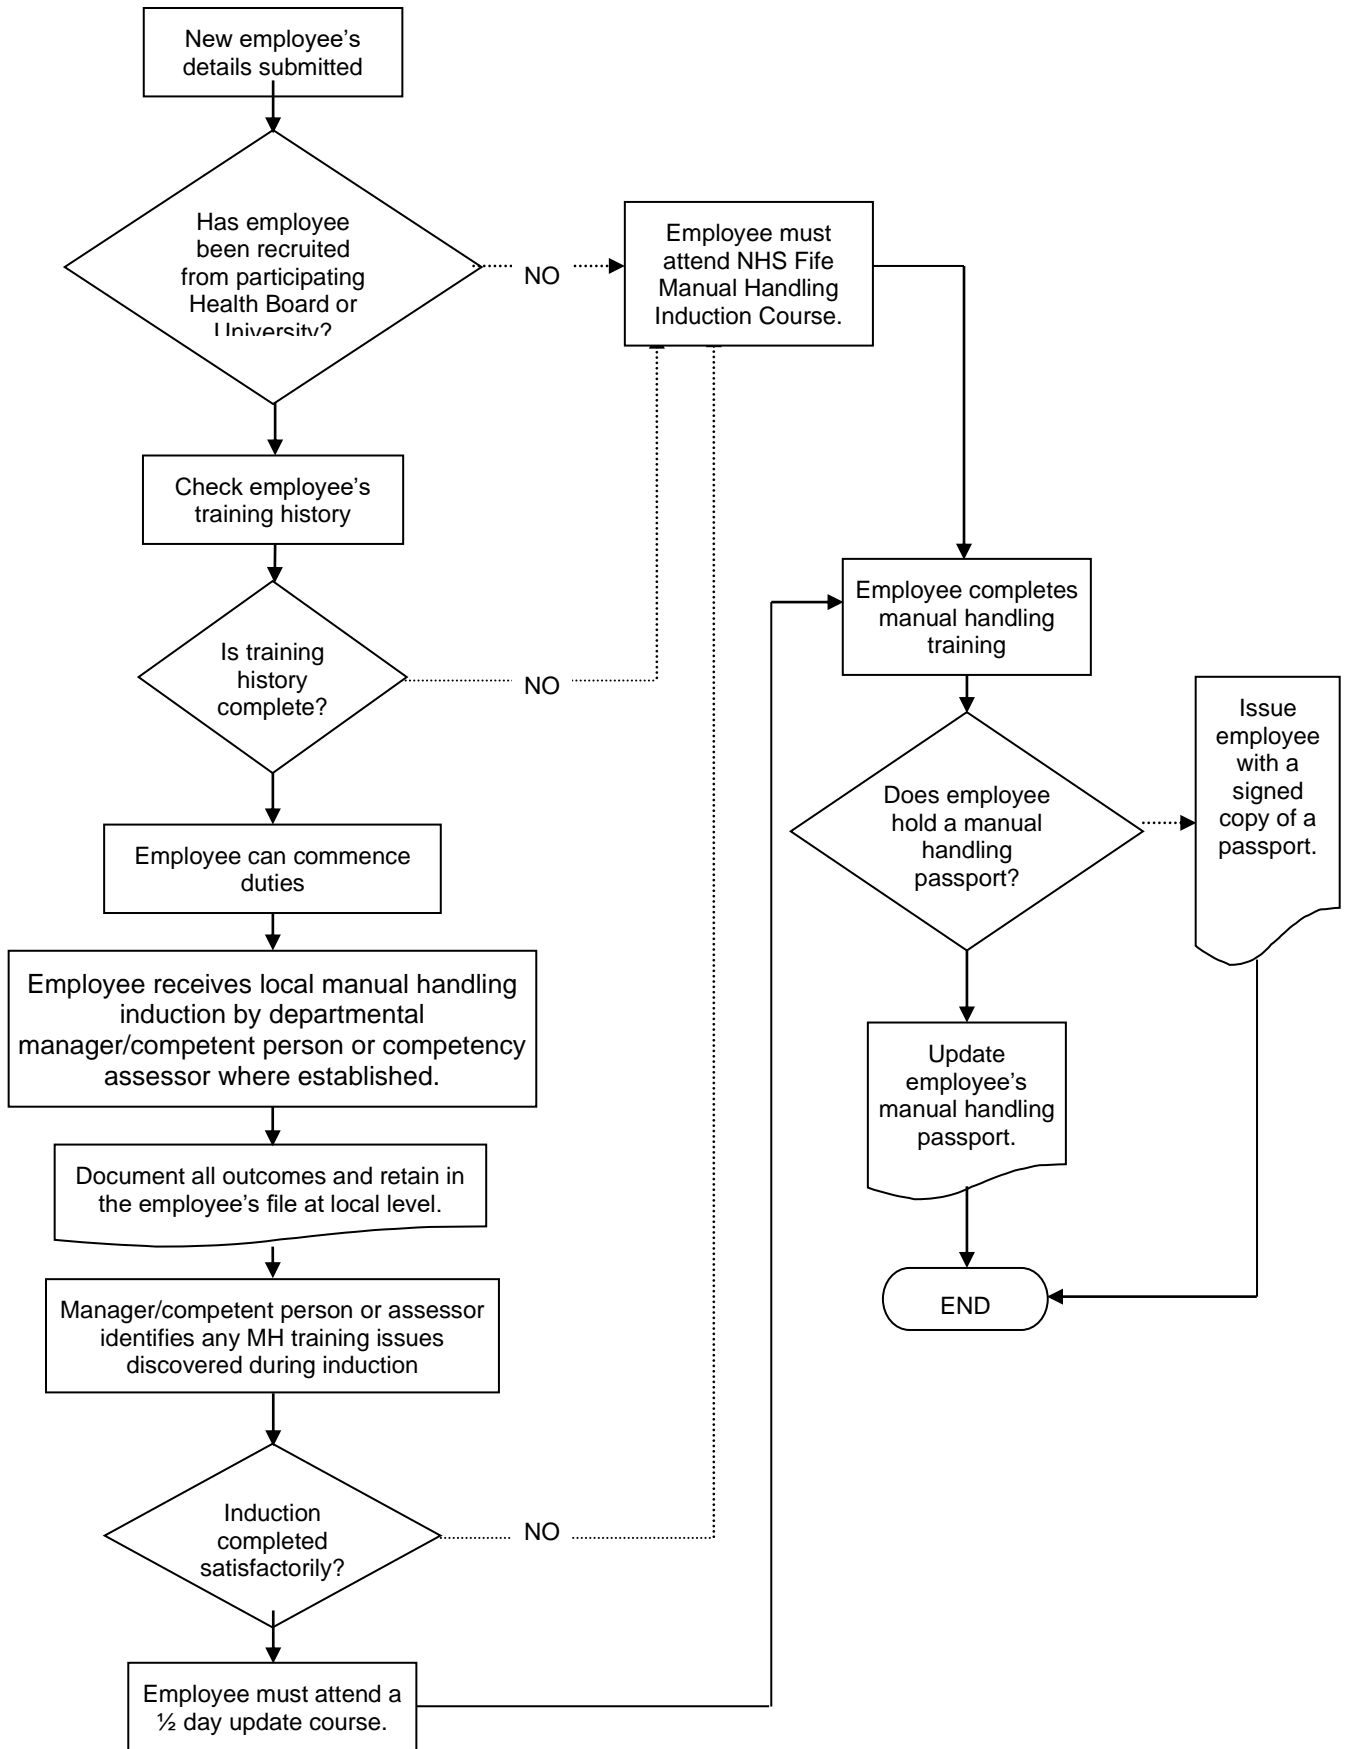 New employee's
details submitted
Has employee
been recruited
from participating
Health Board or
University?
NO
Employee must
attend NHS Fife
Manual Handling
Induction Course.
Check employee's
training history
Is training
history
complete?
NO
Employee can commence
duties
Employee receives local manual handling
induction by departmental
manager/competent person or competency
assessor where established.
Document all outcomes and retain in
the employee's file at local level.
Manager/competent person or assessor
identifies any MH training issues
discovered during induction
Induction
completed
satisfactorily?
NO
Employee must attend a
½ day update course.
Employee completes
manual handling
training
Does employee
hold a manual
handling
passport?
Issue
employee
with a
signed
copy of a
passport.
Update
employee's
manual handling
passport.
END